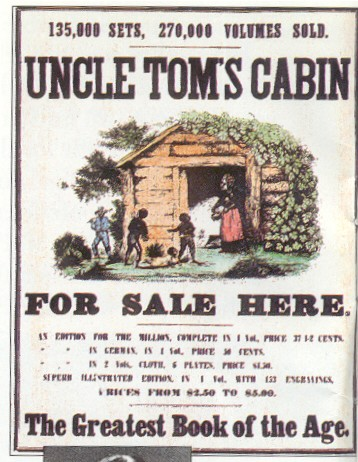 135,000 SETS, 270,000 VOLUMES SOLD.
UNCLE TOM'S CABIN
FOR SALE HERE.
AN EDITION FOR THE MILLION, COMPLETE IN 1 Vol., PRICE 37 1-2 CENTS.
" " IN GERMAN, IN 1 Vol., PRICE 50 CENTS.
" " IN 2 Vols., CLOTH, 6 PLATES, PRICE $1.50.
SUPERB ILLUSTRATED EDITION, IN 1 Vol., WITH 153 ENGRAVINGS,
PRICES FROM $2.50 TO $5.00.
The Greatest Book of the Age.